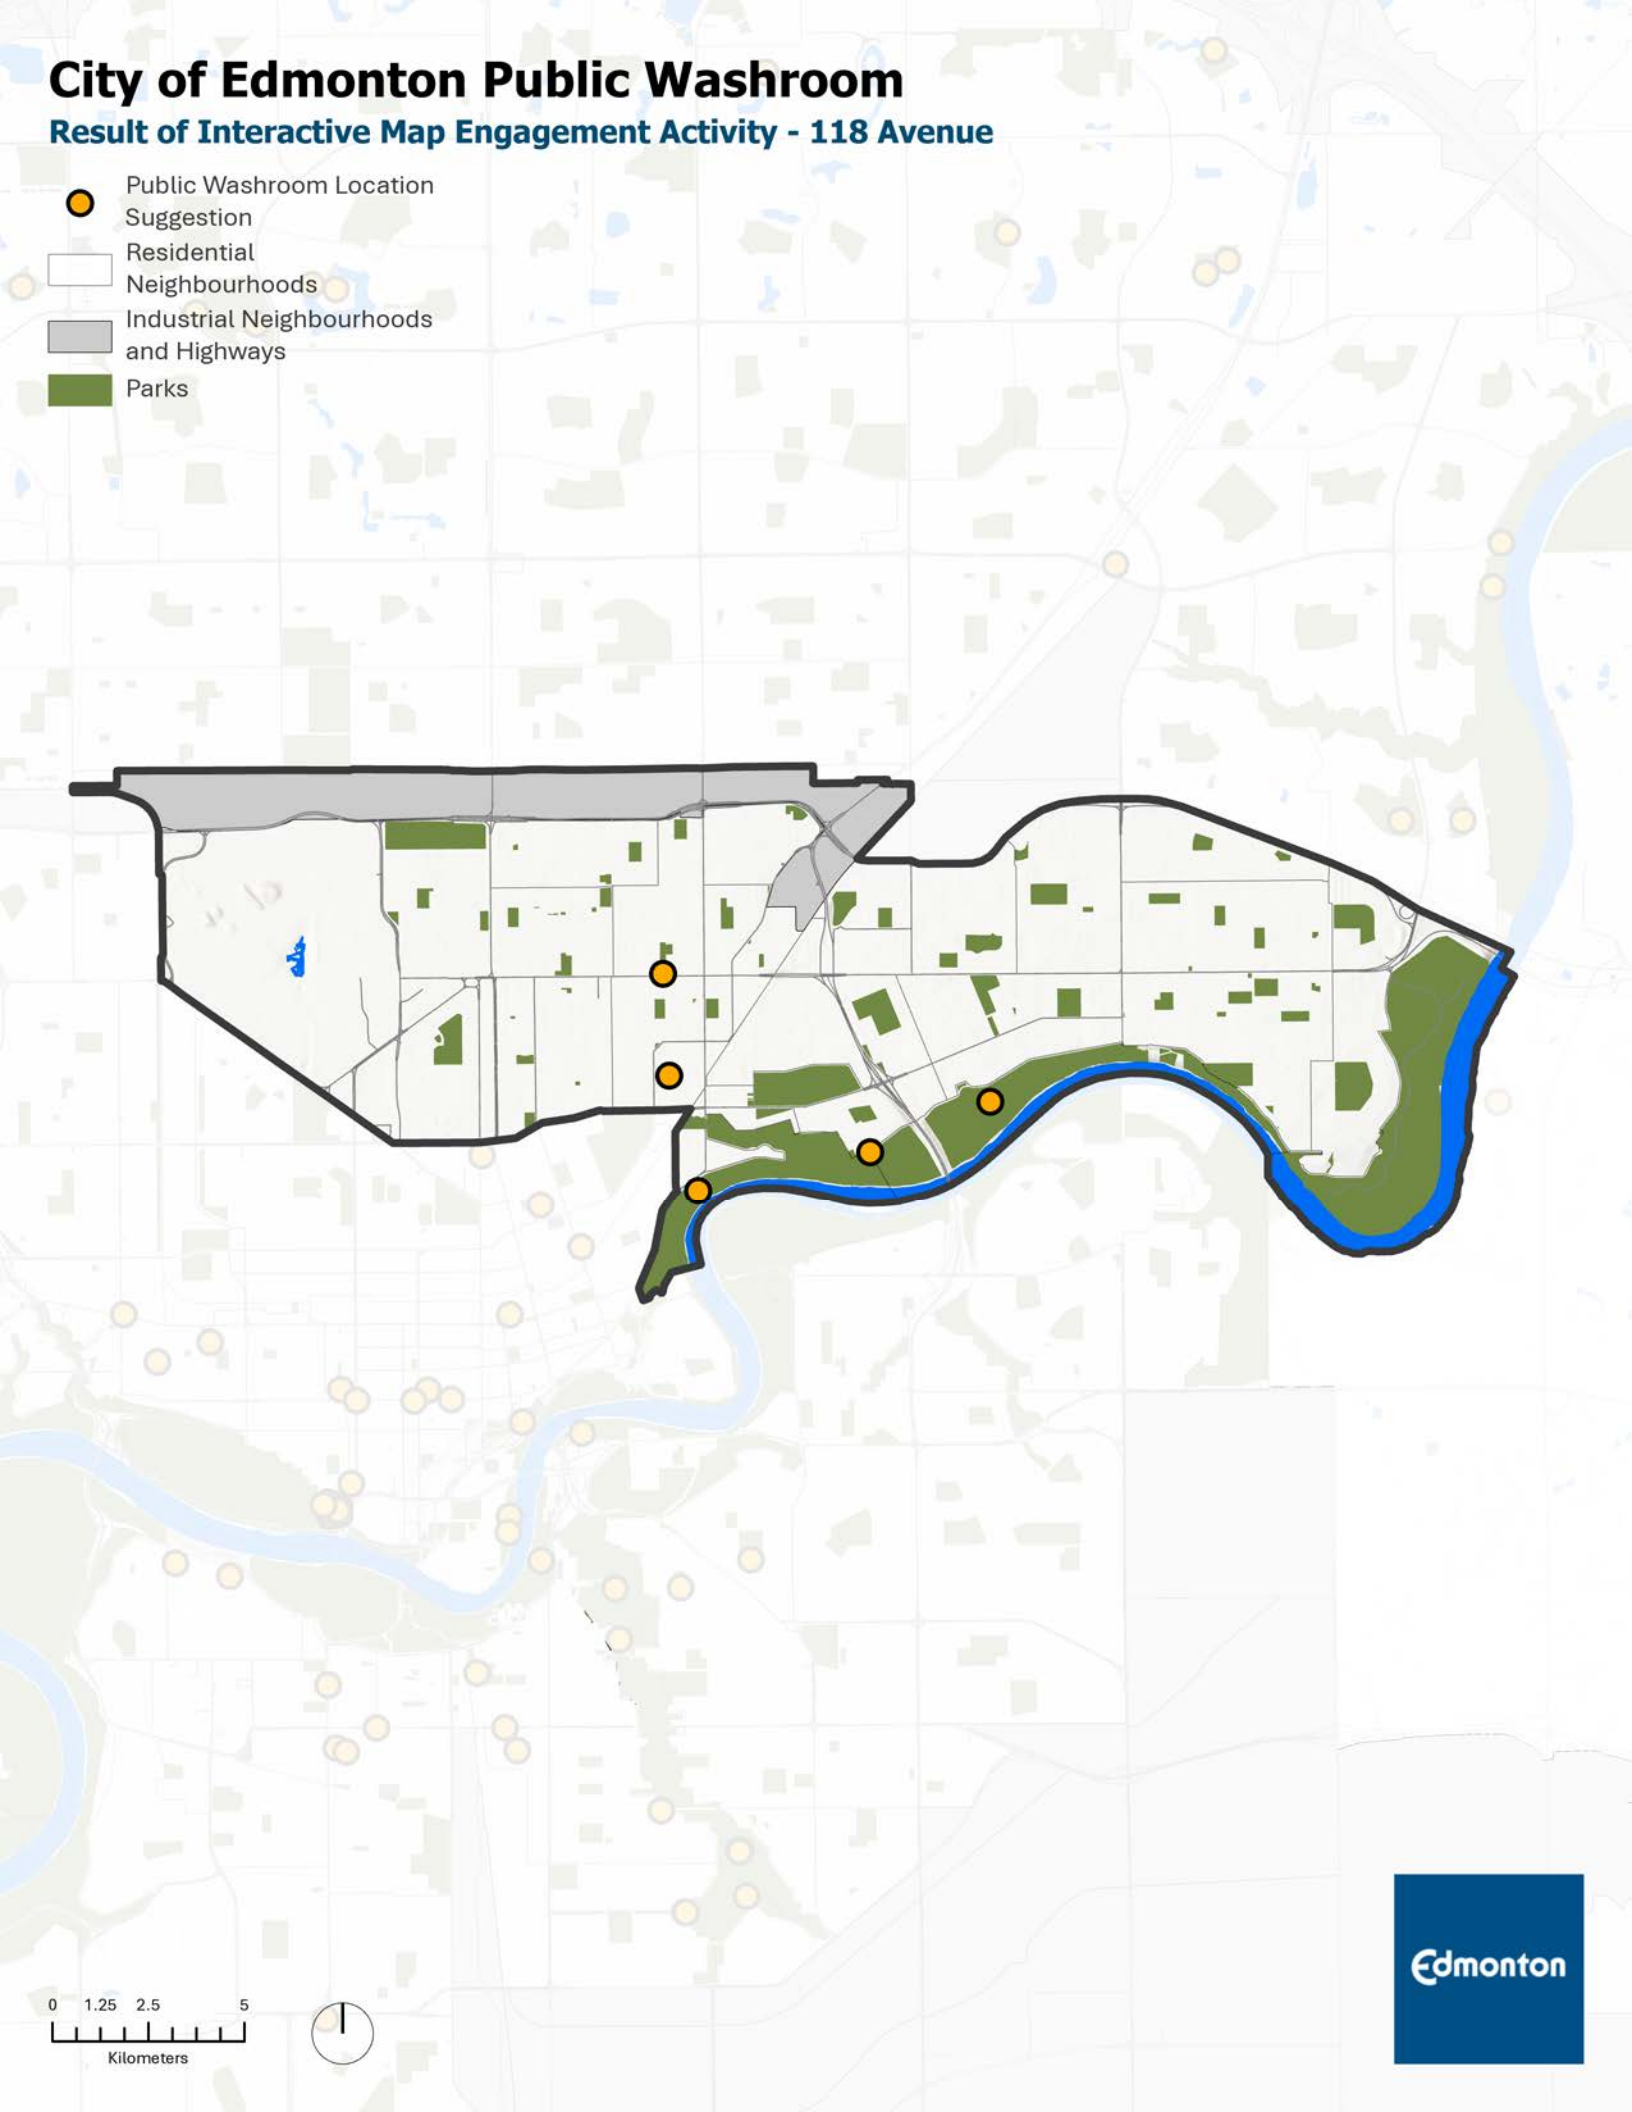 City of Edmonton Public Washroom
Result of Interactive Map Engagement Activity - 118 Avenue
Public Washroom Location
Suggestion
Residential
Neighbourhoods
Industrial Neighbourhoods
and Highways
Parks
0 1.25 2.5 5
Kilometers
Edmonton